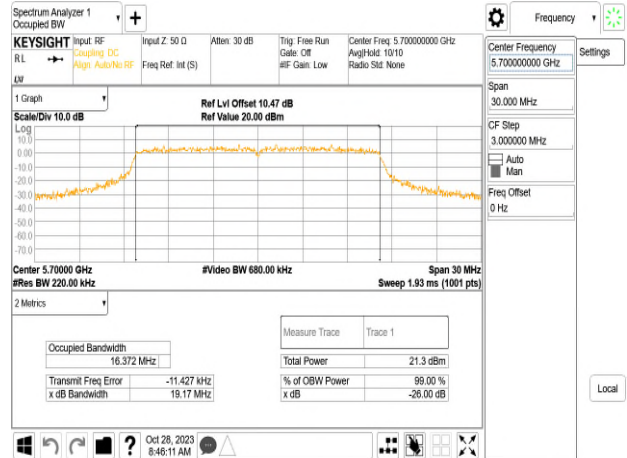 Spectrum Analyzer 1
Occupied BW
Frequency
KEYSIGHT
RL
Input: RF
Coupling: DC
Align: Auto/No RF
Input Z: 50 Ω
Freq Ref: Int (S)
Atten: 30 dB
Trig: Free Run
Gate: Off
#IF Gain: Low
Center Freq: 5.700000000 GHz
Avg|Hold: 10/10
Radio Std: None
LXI
Center Frequency
5.700000000 GHz
Settings
Span
30.000 MHz
CF Step
3.000000 MHz
Auto
Man
Freq Offset
0 Hz
1 Graph
Scale/Div 10.0 dB
Ref Lvl Offset 10.47 dB
Ref Value 20.00 dBm
Log
10.0
0.00
-10.0
-20.0
-30.0
-40.0
-50.0
-60.0
-70.0
Center 5.70000 GHz
#Res BW 220.00 kHz
#Video BW 680.00 kHz
Span 30 MHz
Sweep 1.93 ms (1001 pts)
2 Metrics
Measure Trace Trace 1
Occupied Bandwidth
16.372 MHz
Total Power 21.3 dBm
Transmit Freq Error -11.427 kHz
% of OBW Power 99.00 %
x dB Bandwidth 19.17 MHz
x dB -26.00 dB
Local
Oct 28, 2023
8:46:11 AM